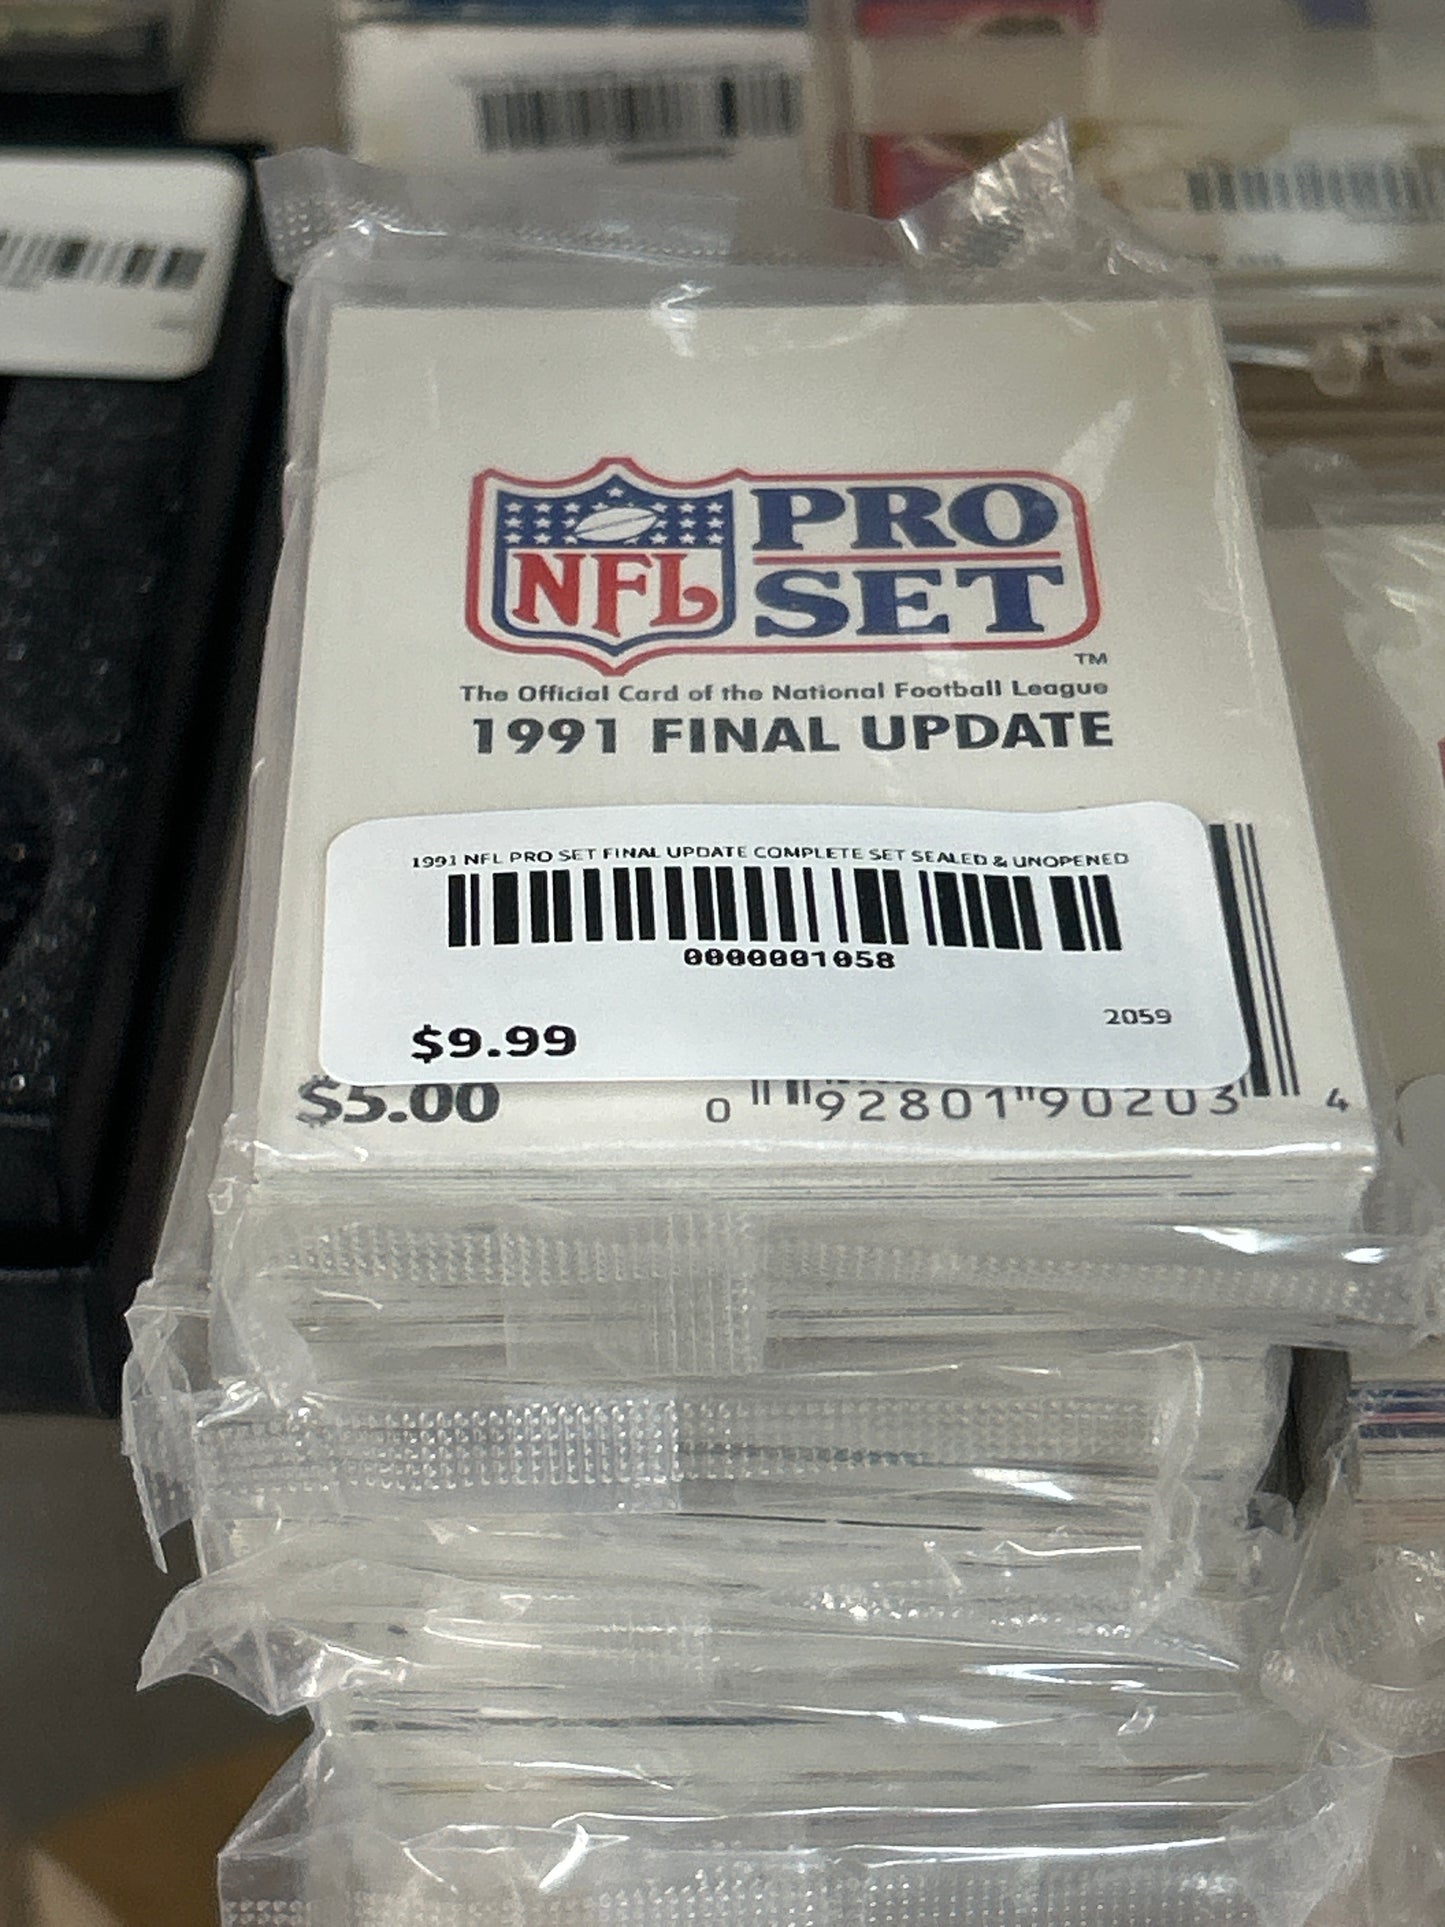 NFL
PRO
SET
TM
The Official Card of the National Football League
1991 FINAL UPDATE
1991 NFL PRO SET FINAL UPDATE COMPLETE SET SEALED & UNOPENED
0000001058
2059
$9.99
$5.00
0 92801 90203 4